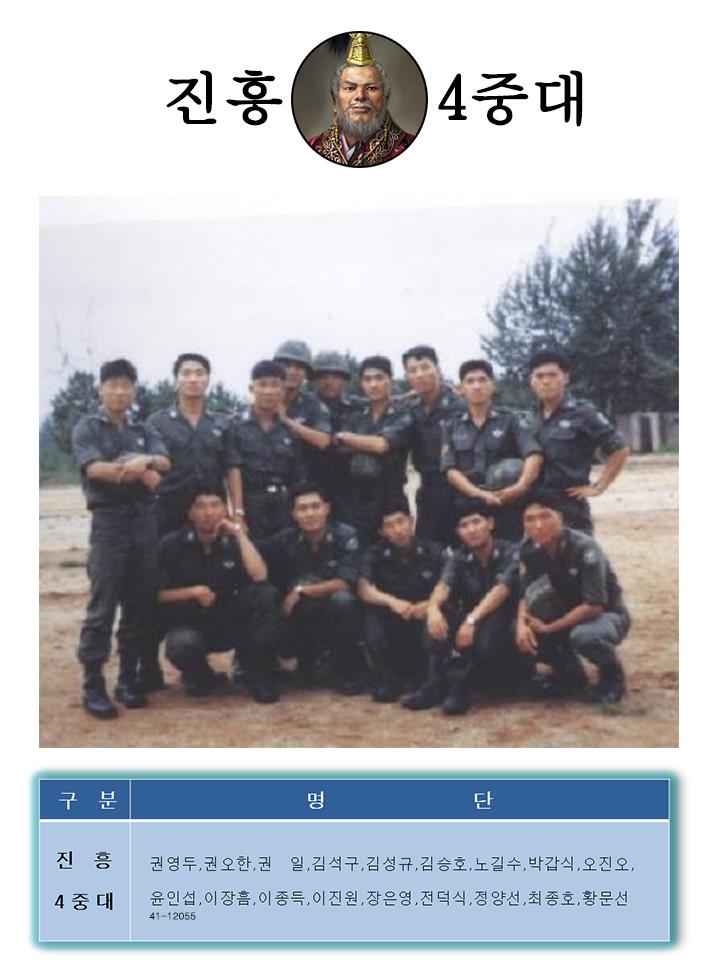 진흥 4중대
구 분 명 단
진 흥
4중대
권영두,권오한,권 일,김석구,김성규,김승호,노길수,박갑식,오진오,
윤인섭,이장흠,이종득,이진원,장은영,전덕식,정양선,최종호,황문선
41-12055